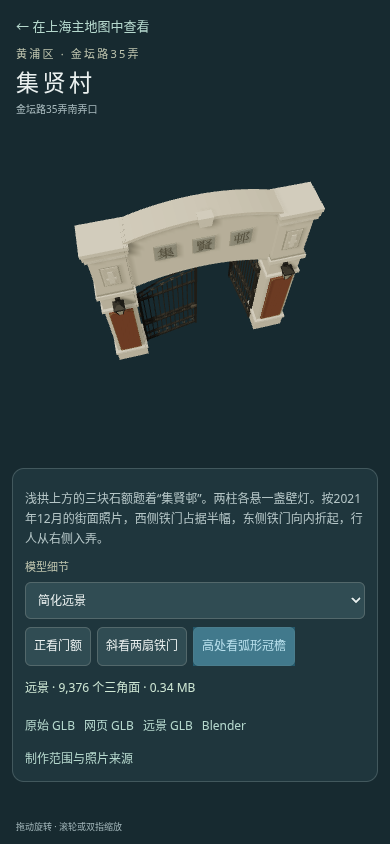 ← 在上海主地图中查看
黄浦区 · 金坛路35弄
集贤村
金坛路35弄南弄口
集 賢 邨
浅拱上方的三块石额题着“集賢邨”。两柱各悬一盏壁灯。按2021
年12月的街面照片，西侧铁门占据半幅，东侧铁门向内折起，行
人从右侧入弄。
模型细节
简化远景
正看门额 斜看两扇铁门 高处看弧形冠檐
远景 · 9,376 个三角面 · 0.34 MB
原始 GLB 网页 GLB 远景 GLB Blender
制作范围与照片来源
拖动旋转 · 滚轮或双指缩放